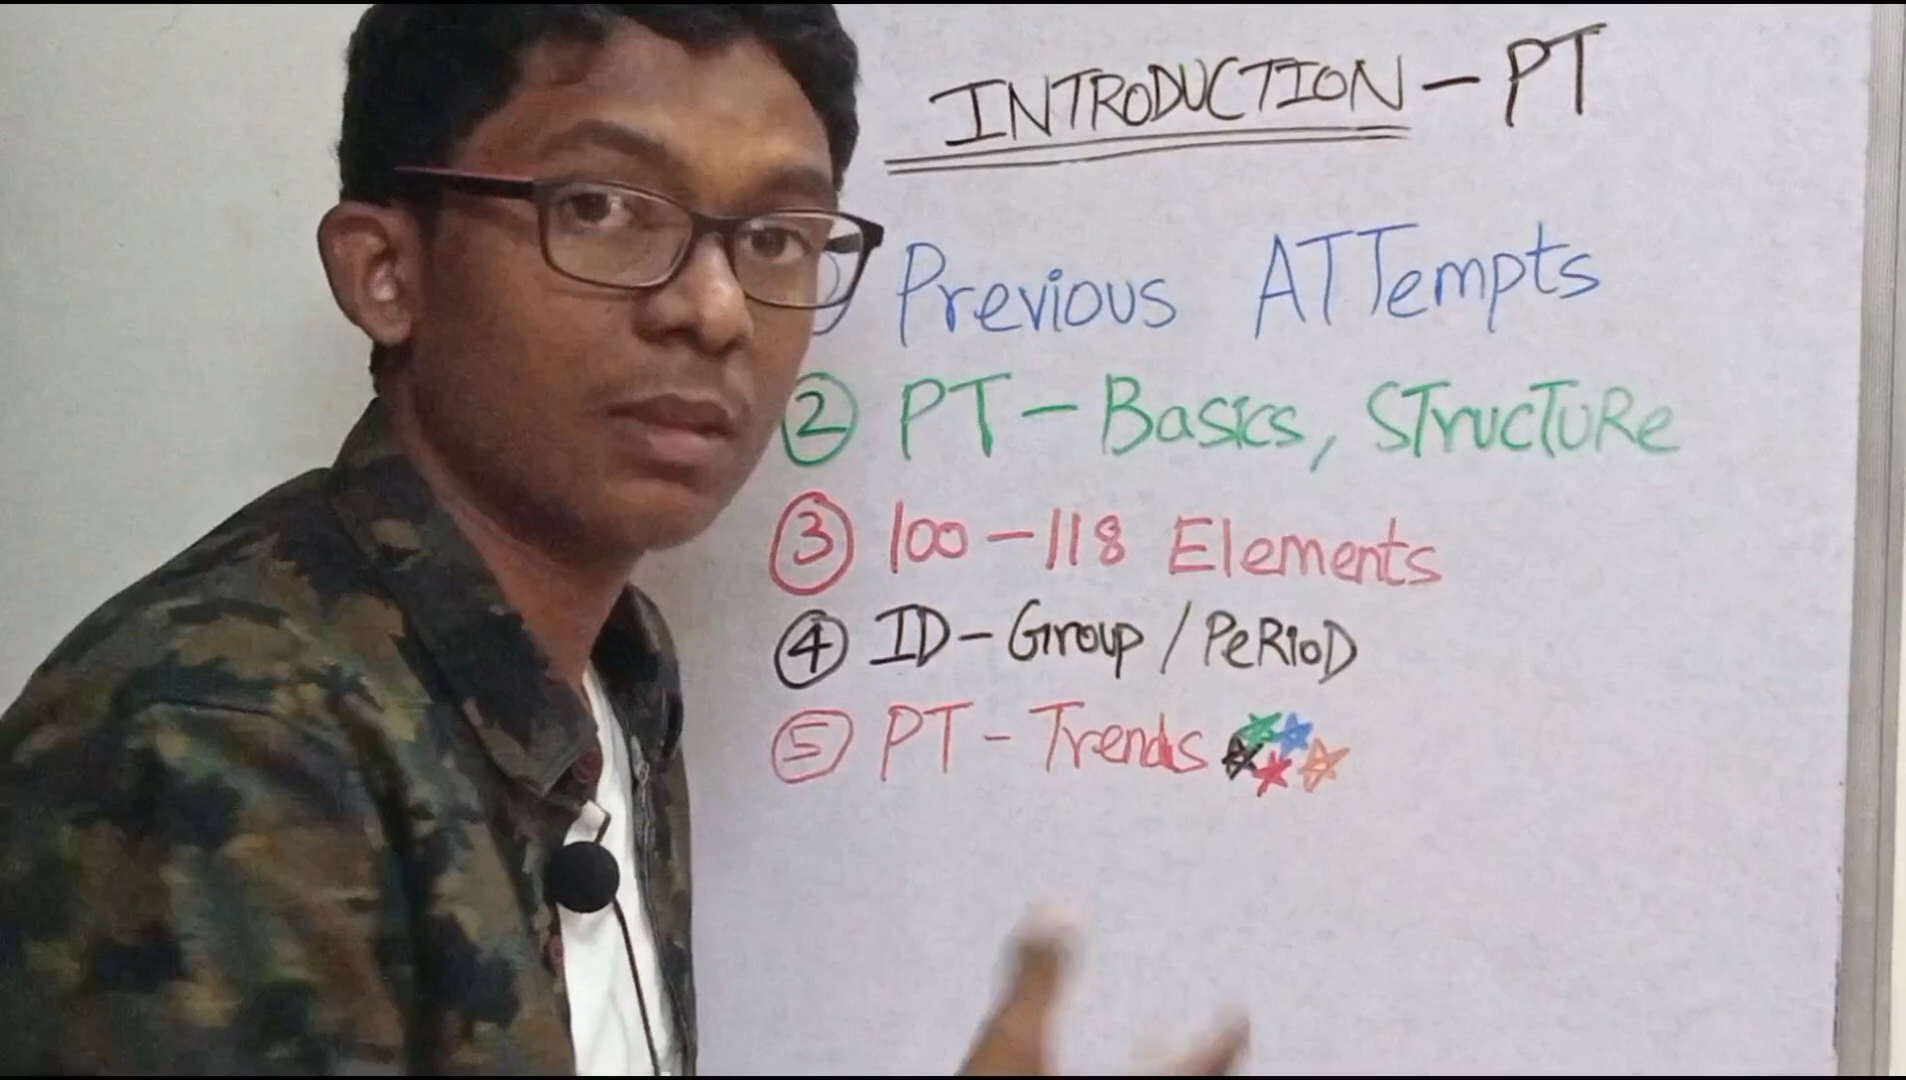 INTRODUCTION - PT
Previous ATTempts
② PT - Basics, STrucTuRe
③ 100 - 118 Elements
④ ID - Group / PeRioD
⑤ PT - Trends